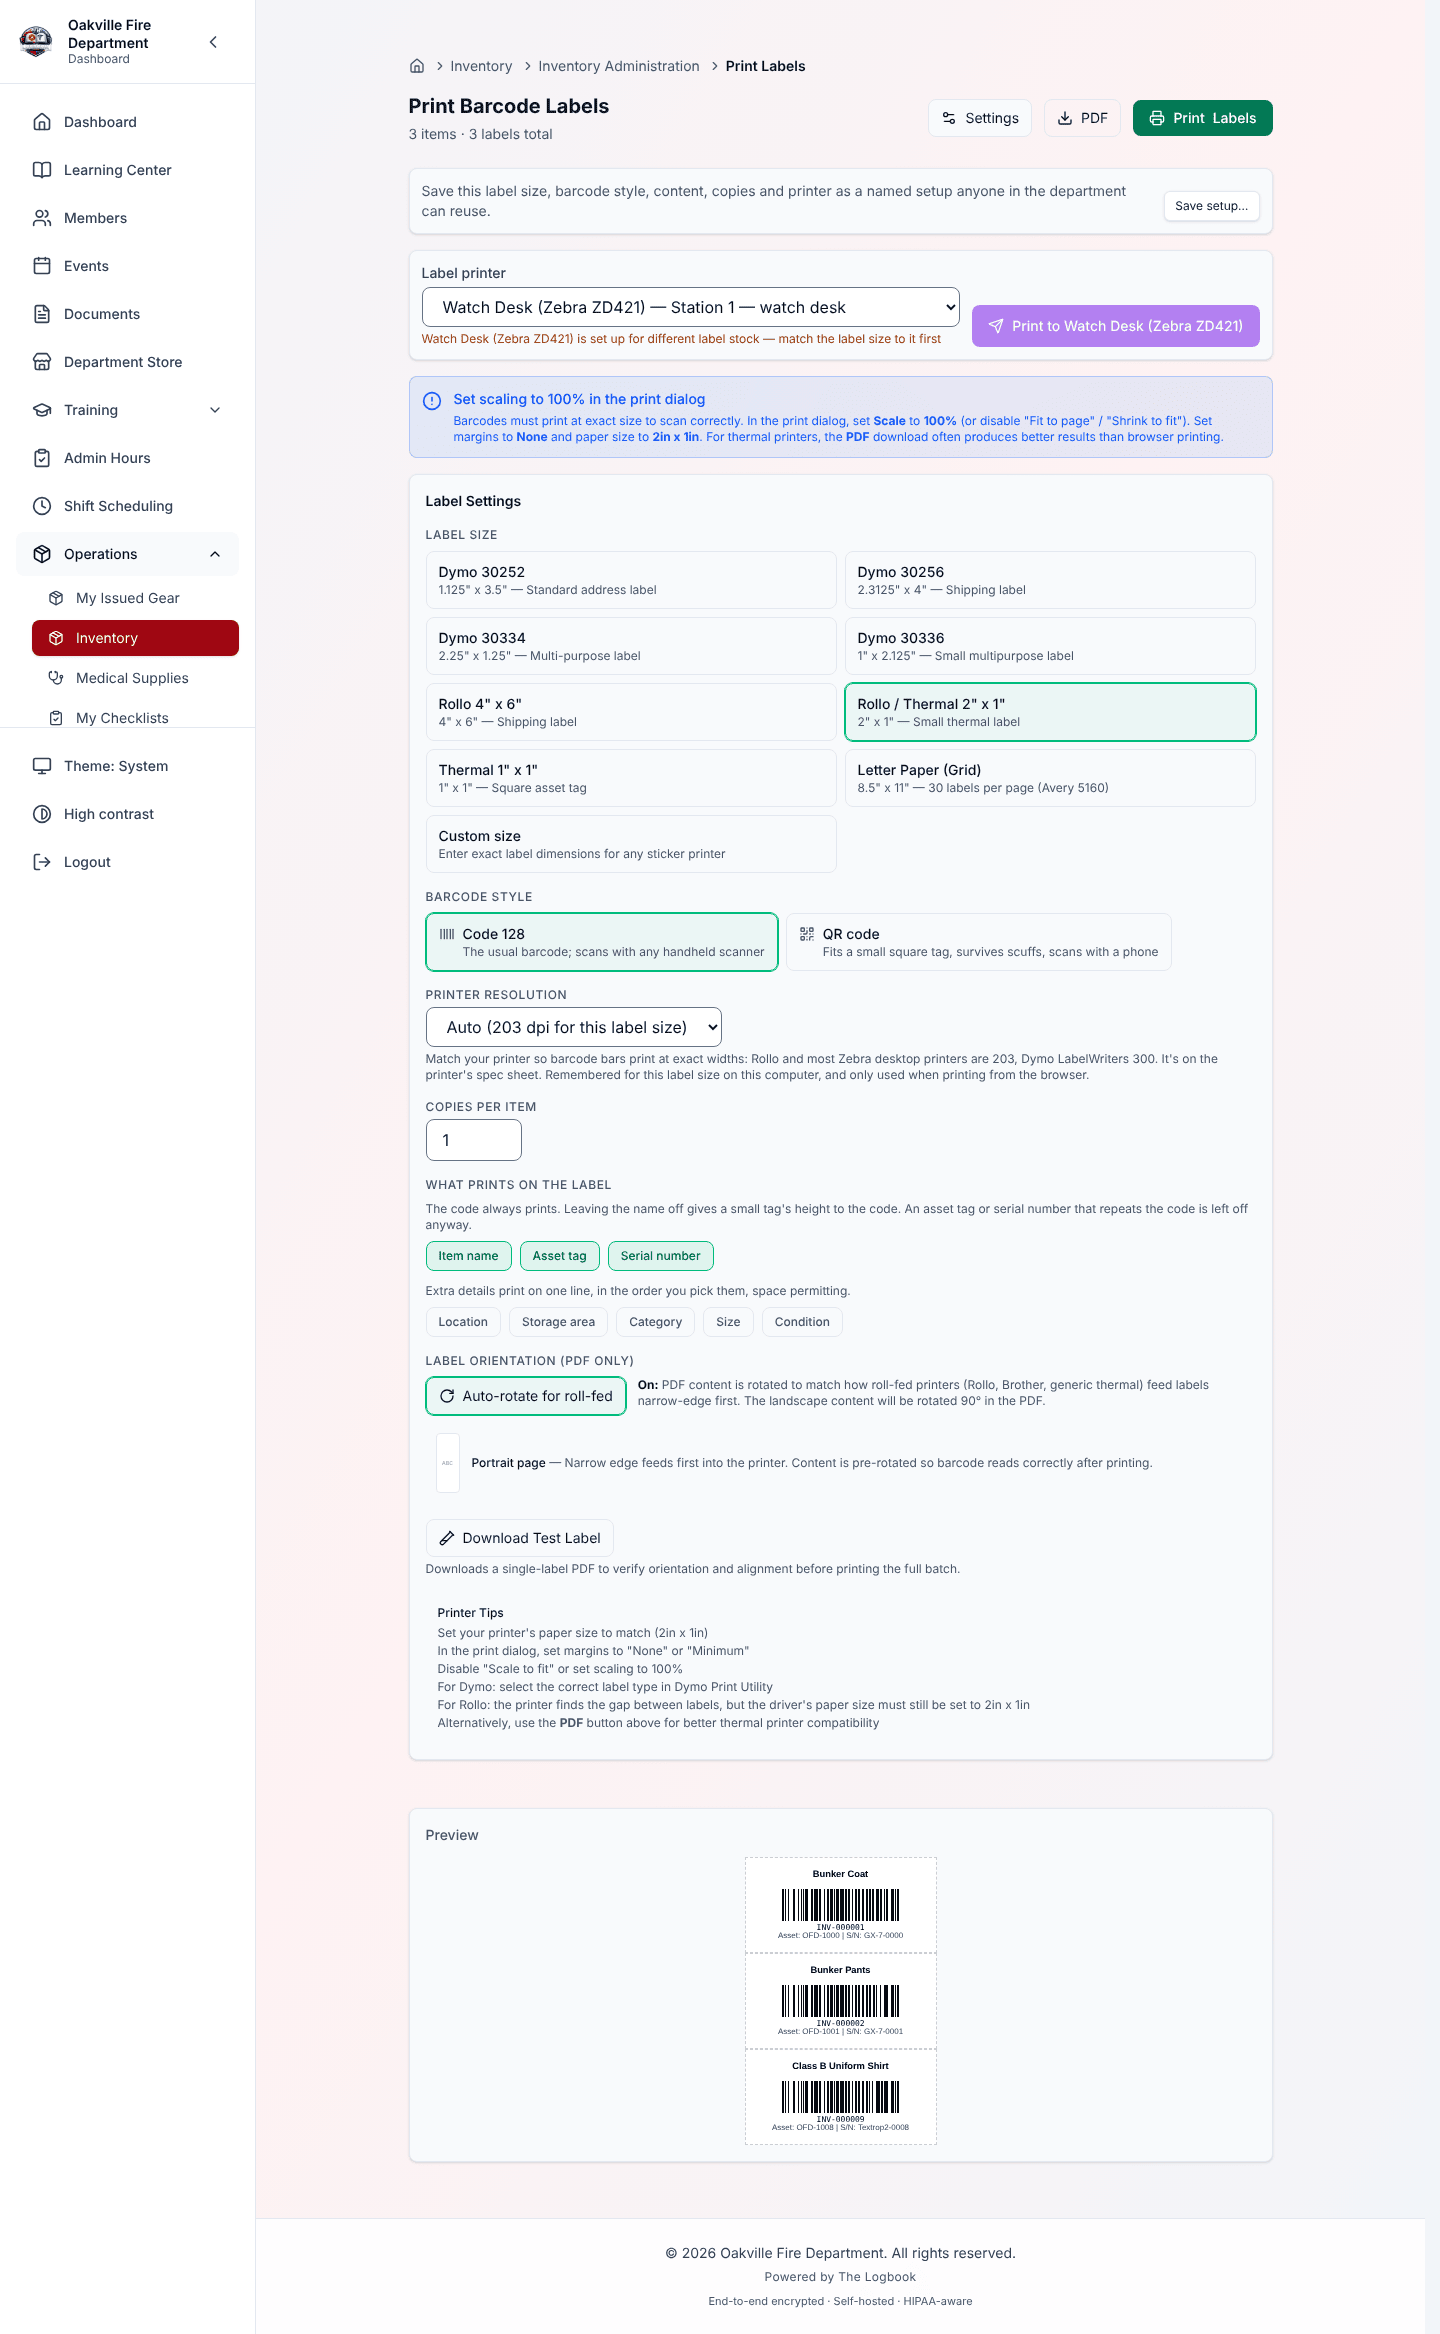 Oakville Fire
Department
Dashboard
Dashboard
Learning Center
Members
Events
Documents
Department Store
Training
Admin Hours
Shift Scheduling
Operations
My Issued Gear
Inventory
Medical Supplies
My Checklists
Theme: System
High contrast
Logout
Inventory
Inventory Administration
Print Labels
Print Barcode Labels
3 items · 3 labels total
Settings
PDF
Print Labels
Save this label size, barcode style, content, copies and printer as a named setup anyone in the department
can reuse.
Save setup...
Label printer
Watch Desk (Zebra ZD421) — Station 1 — watch desk
Watch Desk (Zebra ZD421) is set up for different label stock — match the label size to it first
Print to Watch Desk (Zebra ZD421)
Set scaling to 100% in the print dialog
Barcodes must print at exact size to scan correctly. In the print dialog, set Scale to 100% (or disable "Fit to page" / "Shrink to fit"). Set
margins to None and paper size to 2in x 1in. For thermal printers, the PDF download often produces better results than browser printing.
Label Settings
LABEL SIZE
Dymo 30252
1.125" x 3.5" — Standard address label
Dymo 30256
2.3125" x 4" — Shipping label
Dymo 30334
2.25" x 1.25" — Multi-purpose label
Dymo 30336
1" x 2.125" — Small multipurpose label
Rollo 4" x 6"
4" x 6" — Shipping label
Rollo / Thermal 2" x 1"
2" x 1" — Small thermal label
Thermal 1" x 1"
1" x 1" — Square asset tag
Letter Paper (Grid)
8.5" x 11" — 30 labels per page (Avery 5160)
Custom size
Enter exact label dimensions for any sticker printer
BARCODE STYLE
Code 128
The usual barcode; scans with any handheld scanner
QR code
Fits a small square tag, survives scuffs, scans with a phone
PRINTER RESOLUTION
Auto (203 dpi for this label size)
Match your printer so barcode bars print at exact widths: Rollo and most Zebra desktop printers are 203, Dymo LabelWriters 300. It's on the
printer's spec sheet. Remembered for this label size on this computer, and only used when printing from the browser.
COPIES PER ITEM
1
WHAT PRINTS ON THE LABEL
The code always prints. Leaving the name off gives a small tag's height to the code. An asset tag or serial number that repeats the code is left off
anyway.
Item name
Asset tag
Serial number
Extra details print on one line, in the order you pick them, space permitting.
Location
Storage area
Category
Size
Condition
LABEL ORIENTATION (PDF ONLY)
Auto-rotate for roll-fed
On: PDF content is rotated to match how roll-fed printers (Rollo, Brother, generic thermal) feed labels
narrow-edge first. The landscape content will be rotated 90° in the PDF.
ABC
Portrait page — Narrow edge feeds first into the printer. Content is pre-rotated so barcode reads correctly after printing.
Download Test Label
Downloads a single-label PDF to verify orientation and alignment before printing the full batch.
Printer Tips
Set your printer's paper size to match (2in x 1in)
In the print dialog, set margins to "None" or "Minimum"
Disable "Scale to fit" or set scaling to 100%
For Dymo: select the correct label type in Dymo Print Utility
For Rollo: the printer finds the gap between labels, but the driver's paper size must still be set to 2in x 1in
Alternatively, use the PDF button above for better thermal printer compatibility
Preview
Bunker Coat
INV-000001
Asset: OFD-1000 | S/N: GX-7-0000
Bunker Pants
INV-000002
Asset: OFD-1001 | S/N: GX-7-0001
Class B Uniform Shirt
INV-000009
Asset: OFD-1008 | S/N: Textrop2-0008
© 2026 Oakville Fire Department. All rights reserved.
Powered by The Logbook
End-to-end encrypted · Self-hosted · HIPAA-aware